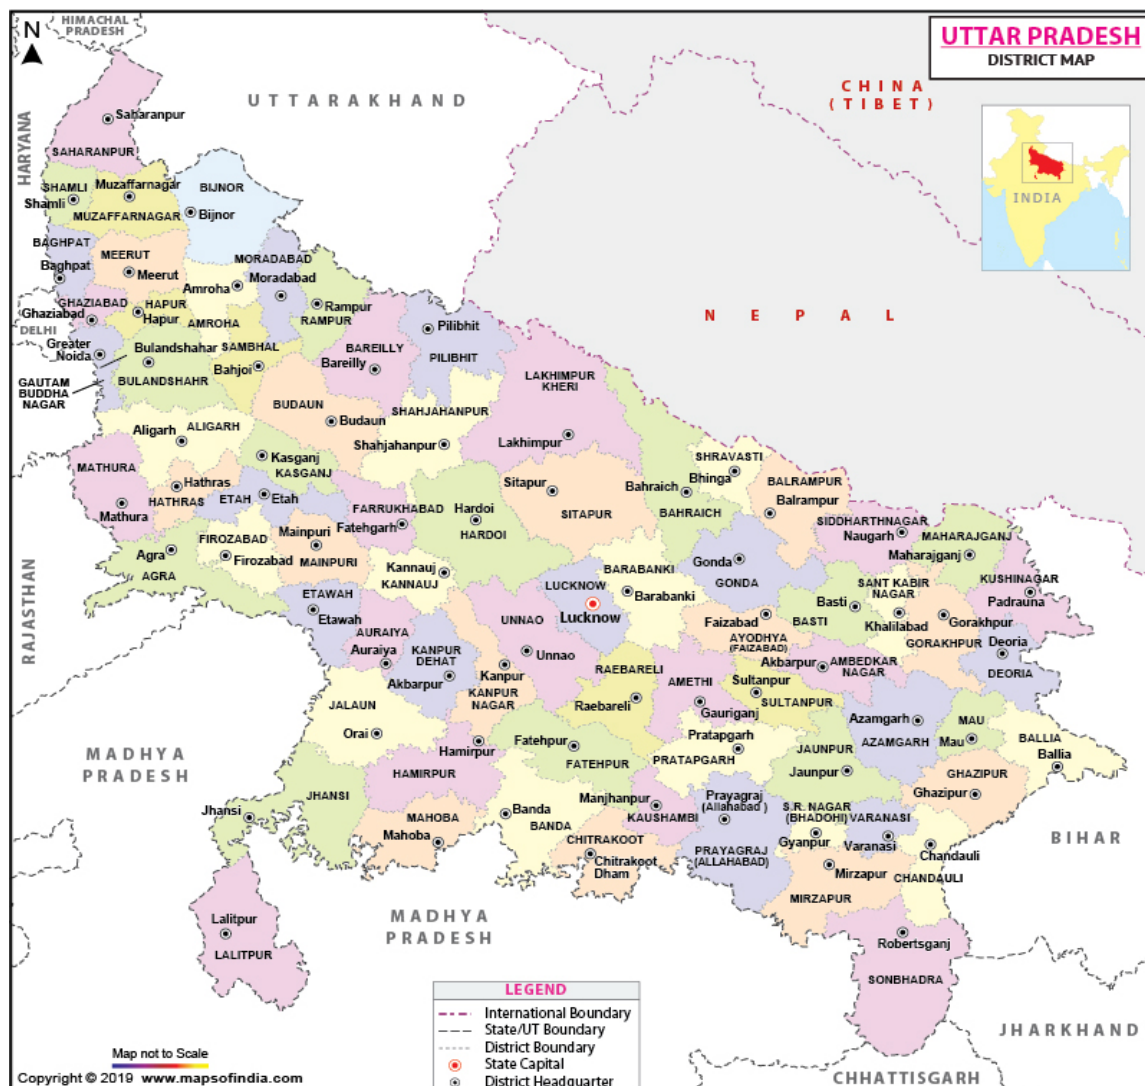 HIMACHAL
PRADESH
N
UTTAR PRADESH
DISTRICT MAP
CHINA
(TIBET)
UTTARAKHAND
HARYANA
Saharanpur
SAHARANPUR
INDIA
SHAMLI
Shamli
Muzaffarnagar
MUZAFFARNAGAR
BIJNOR
Bijnor
BAGHPAT
Baghpat
MEERUT
Meerut
MORADABAD
Moradabad
Amroha
AMROHA
GHAZIABAD
Ghaziabad
HAPUR
Hapur
Rampur
RAMPUR
DELHI
NEPAL
Greater
Noida
Bulandshahar
BULANDSHAHR
SAMBHAL
Bahjoi
BAREILLY
Bareilly
Pilibhit
PILIBHIT
GAUTAM
BUDDHA
NAGAR
LAKHIMPUR
KHERI
Lakhimpur
BUDAUN
Budaun
SHAHJAHANPUR
Shahjahanpur
Aligarh
ALIGARH
MATHURA
Mathura
Hathras
HATHRAS
Kasganj
KASGANJ
ETAH
Etah
FARRUKHABAD
Fatehgarh
Hardoi
HARDOI
Sitapur
SITAPUR
Bahraich
BAHRAICH
SHRAVASTI
Bhinga
BALRAMPUR
Balrampur
SIDDHARTHNAGAR
Naugarh
MAHARAJGANJ
Maharajganj
KUSHINAGAR
Padrauna
RAJASTHAN
Agra
AGRA
FIROZABAD
Firozabad
Mainpuri
MAINPURI
Kannauj
KANNAUJ
LUCKNOW
Lucknow
BARABANKI
Barabanki
Gonda
GONDA
Basti
BASTI
SANT KABIR
NAGAR
Khalilabad
Gorakhpur
GORAKHPUR
Deoria
DEORIA
ETAWAH
Etawah
AURAIYA
Auraiya
KANPUR
DEHAT
Akbarpur
UNNAO
Unnao
Kanpur
KANPUR
NAGAR
RAEBARELI
Raebareli
Faizabad
AYODHYA
(FAIZABAD)
Akbarpur
AMBEDKAR
NAGAR
AMETHI
Gauriganj
Sultanpur
SULTANPUR
JALAUN
Orai
MADHYA
PRADESH
Hamirpur
HAMIRPUR
Fatehpur
FATEHPUR
Pratapgarh
PRATAPGARH
JAUNPUR
Jaunpur
Azamgarh
AZAMGARH
MAU
Mau
BALLIA
Ballia
GHAZIPUR
Ghazipur
JHANSI
Jhansi
MAHOBA
Mahoba
Banda
BANDA
Manjhanpur
KAUSHAMBI
CHITRAKOOT
Chitrakoot
Dham
Prayagraj
(Allahabad )
PRAYAGRAJ
(ALLAHABAD)
S.R. NAGAR
(BHADOHI)
Gyanpur
VARANASI
Varanasi
Chandauli
CHANDAULI
Mirzapur
MIRZAPUR
BIHAR
MADHYA
PRADESH
Lalitpur
LALITPUR
Robertsganj
SONBHADRA
JHARKHAND
CHHATTISGARH
LEGEND
International Boundary
State/UT Boundary
District Boundary
State Capital
District Headquarter
Map not to Scale
Copyright © 2019 www.mapsofindia.com